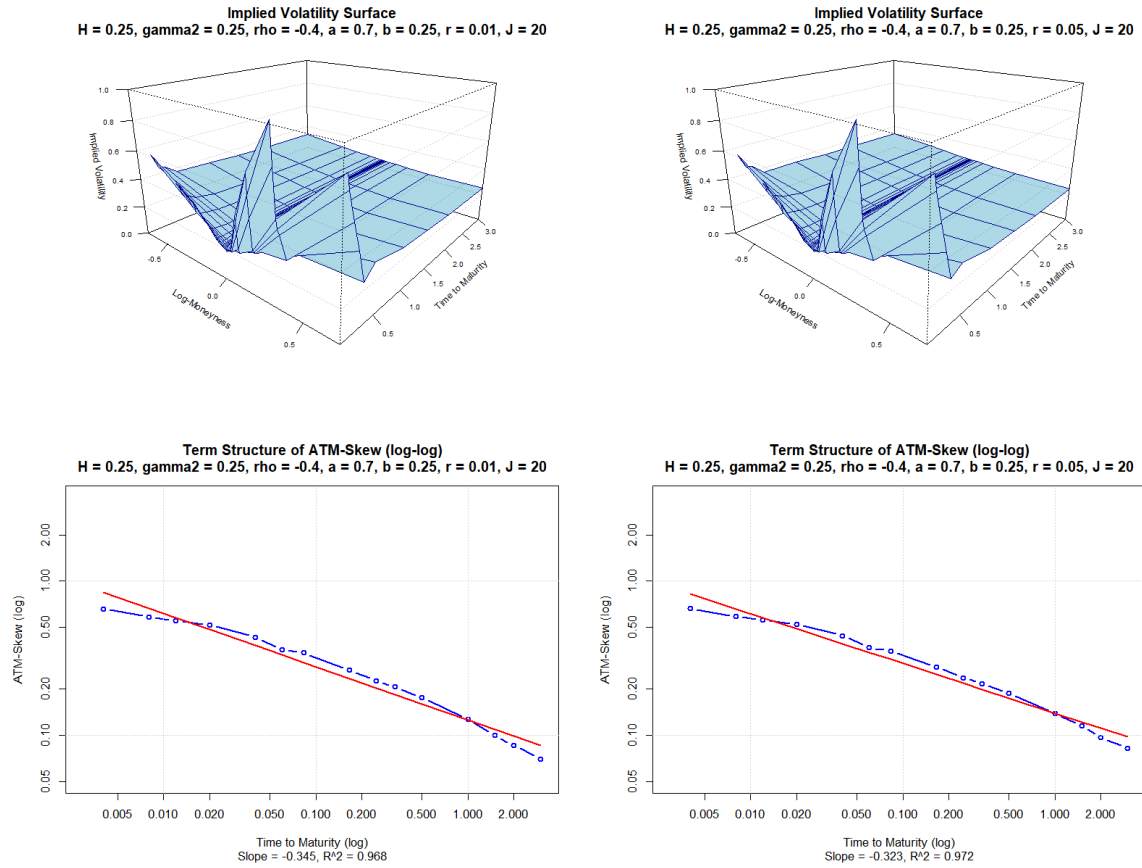 Implied Volatility Surface
H = 0.25, gamma2 = 0.25, rho = -0.4, a = 0.7, b = 0.25, r = 0.01, J = 20
1.0
0.8
0.6
0.4
0.2
0.0
Implied Volatility
-0.5
0.0
0.5
Log-Moneyness
0.5
1.0
1.5
2.0
2.5
3.0
Time to Maturity
Implied Volatility Surface
H = 0.25, gamma2 = 0.25, rho = -0.4, a = 0.7, b = 0.25, r = 0.05, J = 20
1.0
0.8
0.6
0.4
0.2
0.0
Implied Volatility
-0.5
0.0
0.5
Log-Moneyness
0.5
1.0
1.5
2.0
2.5
3.0
Time to Maturity
Term Structure of ATM-Skew (log-log)
H = 0.25, gamma2 = 0.25, rho = -0.4, a = 0.7, b = 0.25, r = 0.01, J = 20
2.00
1.00
0.50
0.20
0.10
0.05
ATM-Skew (log)
0.005 0.010 0.020 0.050 0.100 0.200 0.500 1.000 2.000
Time to Maturity (log)
Slope = -0.345, R^2 = 0.968
Term Structure of ATM-Skew (log-log)
H = 0.25, gamma2 = 0.25, rho = -0.4, a = 0.7, b = 0.25, r = 0.05, J = 20
2.00
1.00
0.50
0.20
0.10
0.05
ATM-Skew (log)
0.005 0.010 0.020 0.050 0.100 0.200 0.500 1.000 2.000
Time to Maturity (log)
Slope = -0.323, R^2 = 0.972